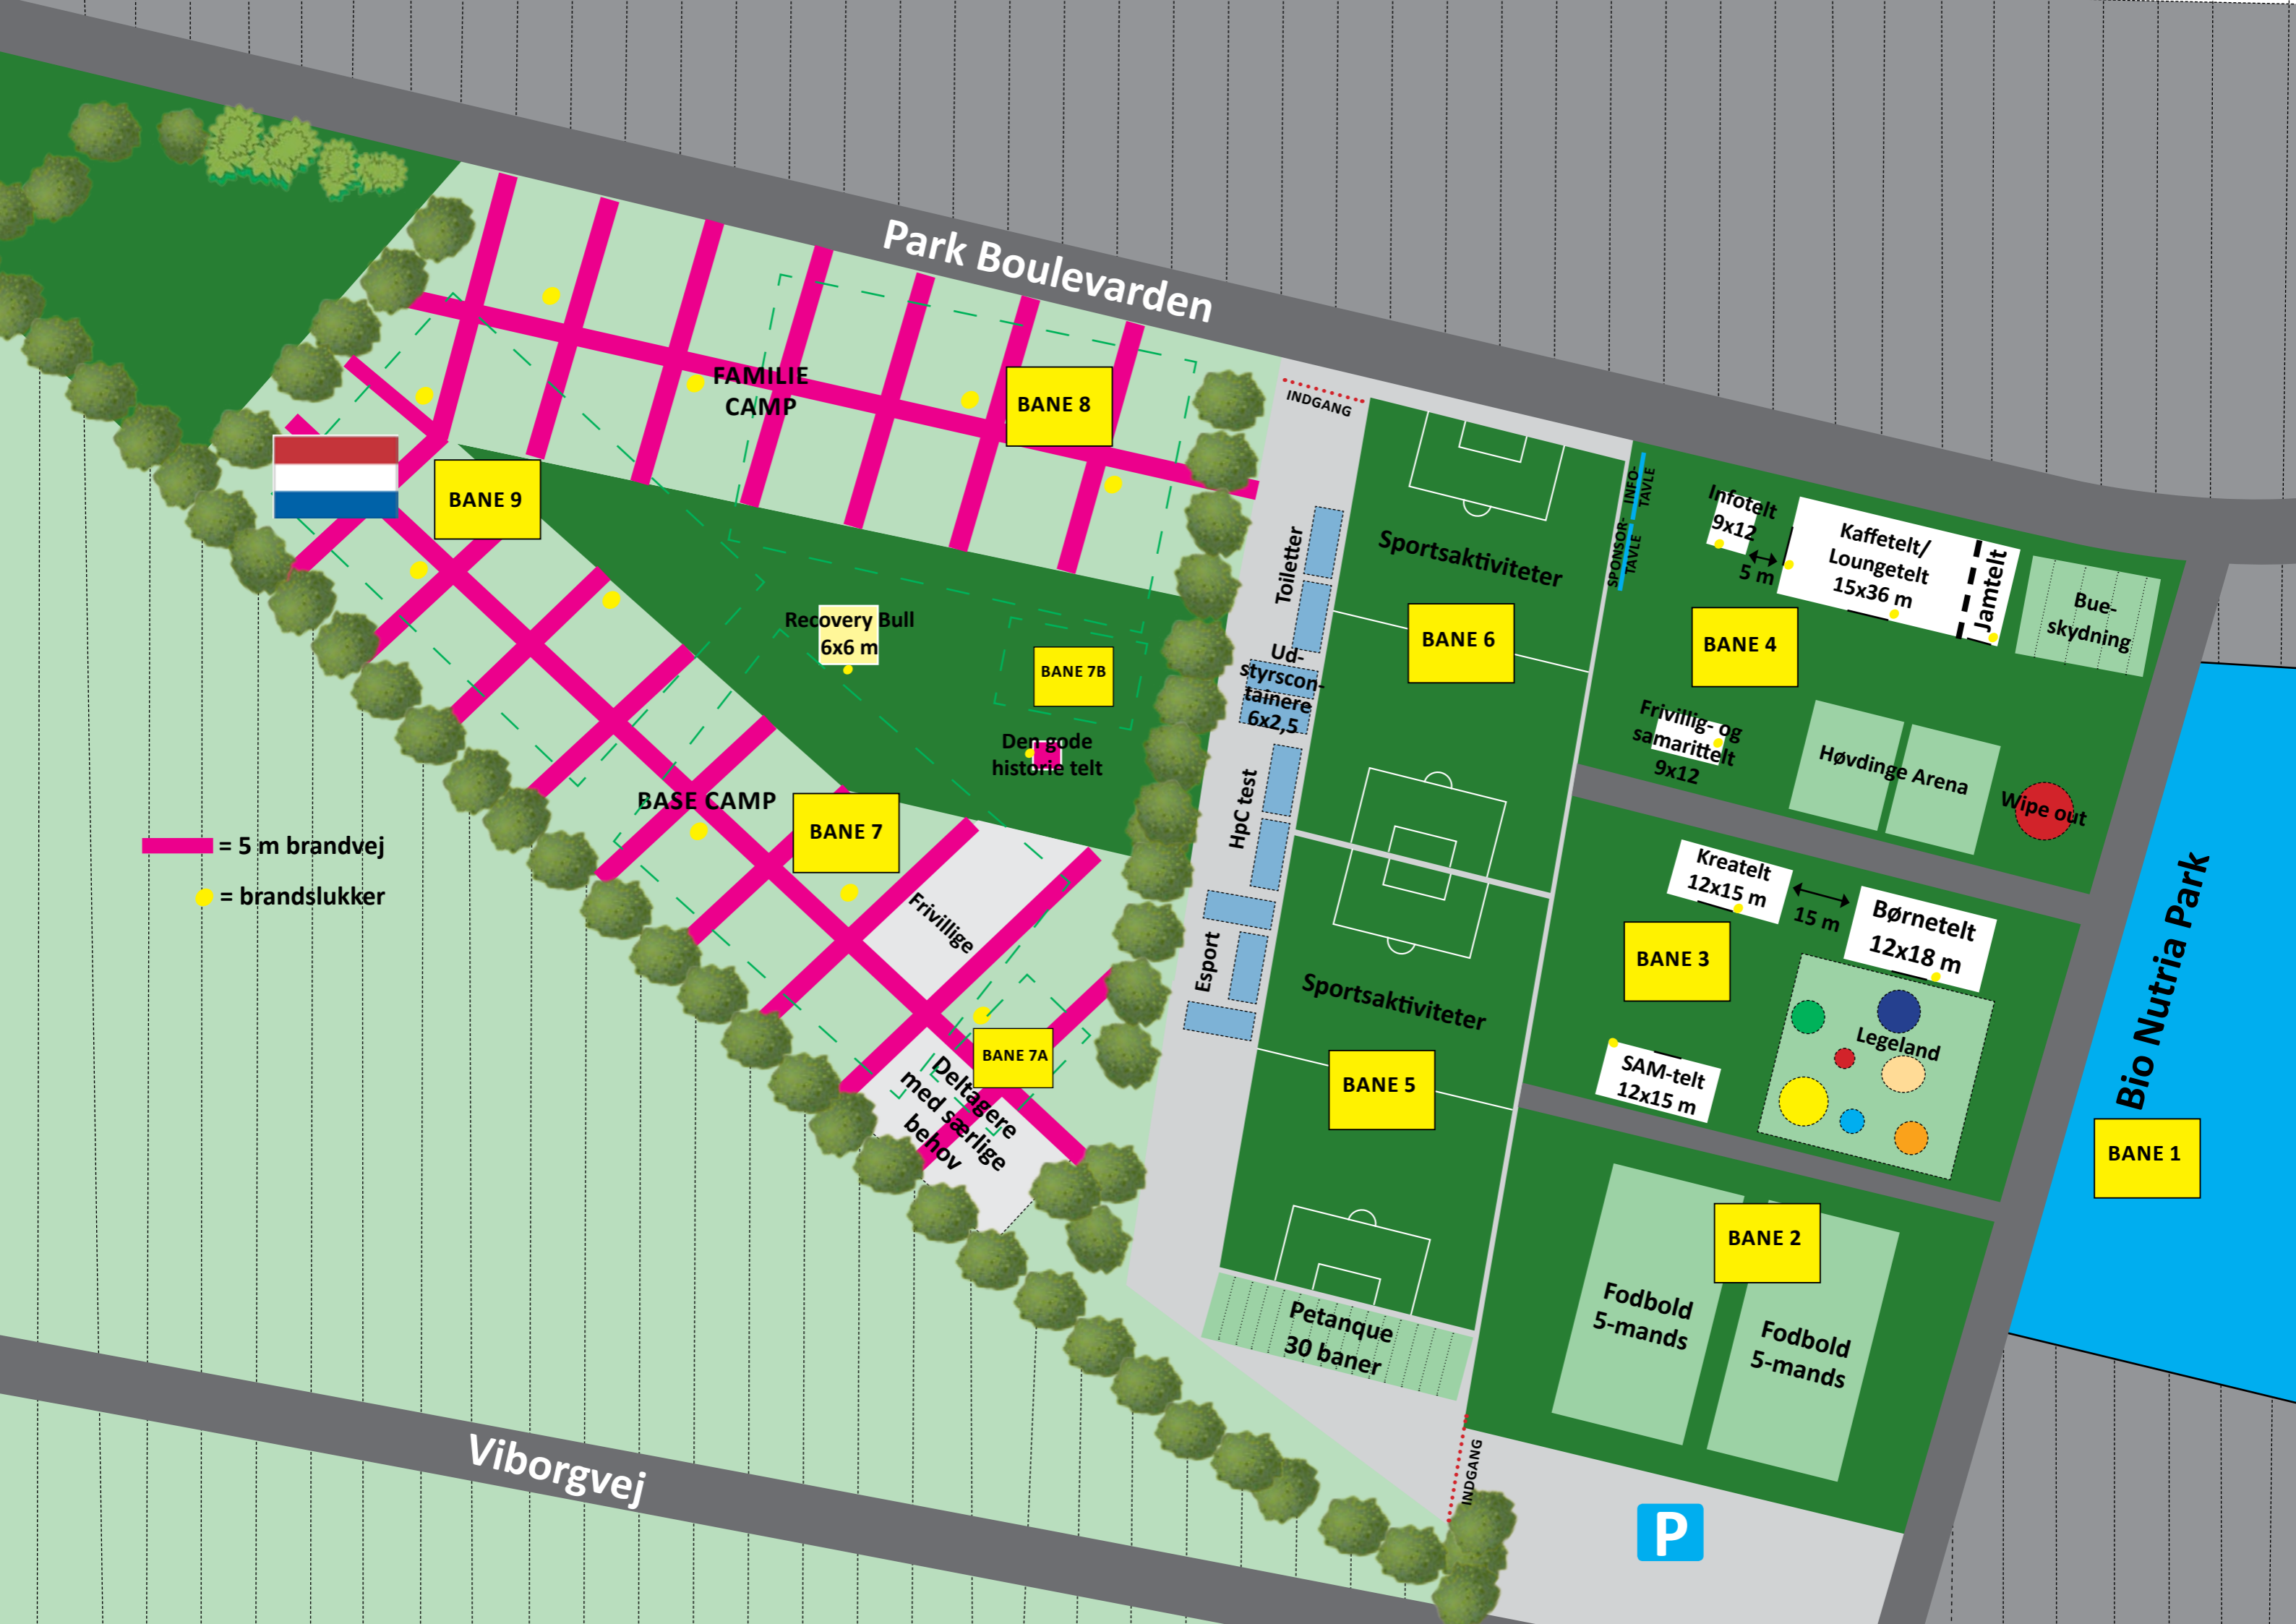 Park Boulevarden
FAMILIE
CAMP
BANE 8
INDGANG
BANE 9
Toiletter
Sportsaktiviteter
INFO-
TAVLE
SPONSOR-
TAVLE
Infotelt
9x12
5 m
Kaffetelt/
Loungetelt
15x36 m
Jamtelt
Bue-
skydning
BANE 6
BANE 4
Recovery Bull
6x6 m
BANE 7B
Ud-
styrscon-
tainere
6x2,5
Den gode
historie telt
Frivillig- og
samarittelt
9x12
Høvdinge Arena
Wipe out
BASE CAMP
BANE 7
HpC test
= 5 m brandvej
= brandslukker
Kreatelt
12x15 m
15 m
Børnetelt
12x18 m
Frivillige
Esport
BANE 3
Sportsaktiviteter
Legeland
Bio Nutria Park
BANE 7A
Deltagere
med særlige
behov
BANE 5
SAM-telt
12x15 m
BANE 1
BANE 2
Fodbold
5-mands
Fodbold
5-mands
Petanque
30 baner
Viborgvej
INDGANG
P